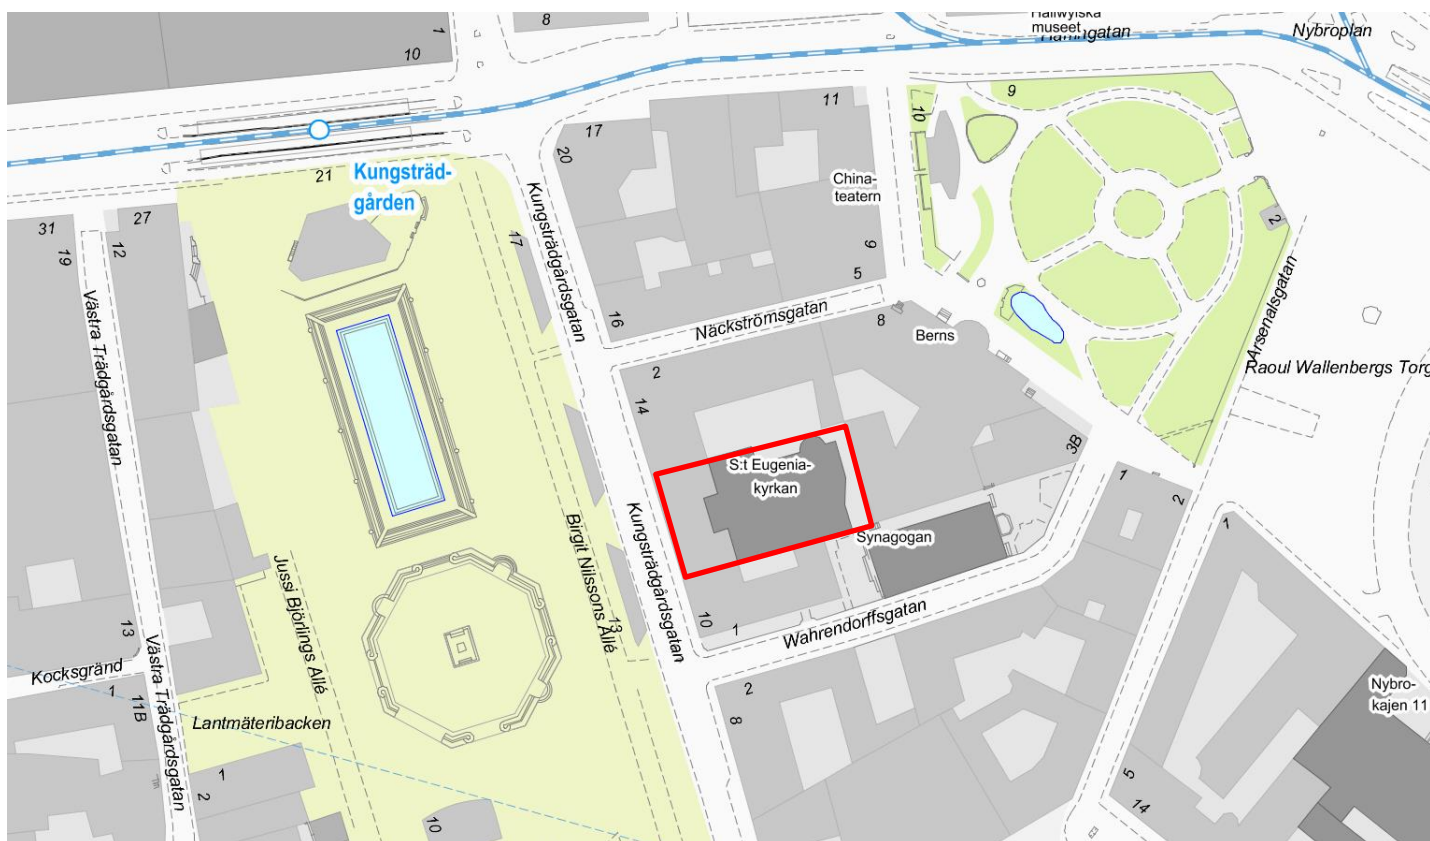 8
1
10
Hallwylska
museet
Hamngatan
Nybroplan
9
10
11
17
20
21
Kungsträd-
gården
China-
teatern
Kungsträdgårdsgatan
31
19
27
12
17
9
5
2
16
Näckströmsgatan
8
Berns
Arsenalsgatan
Raoul Wallenbergs Torg
Västra Trädgårdsgatan
2
14
3B
S:t Eugenia-
kyrkan
1
2
1
Synagogan
Kungsträdgårdsgatan
Birgit Nilssons Allé
Jussi Björlings Allé
13
10
1
Wahrendorffsgatan
13
Kocksgränd
1
11B
Västra Trädgårdsgatan
Lantmäteribacken
2
8
Nybro-
kajen 11
1
2
10
5
14